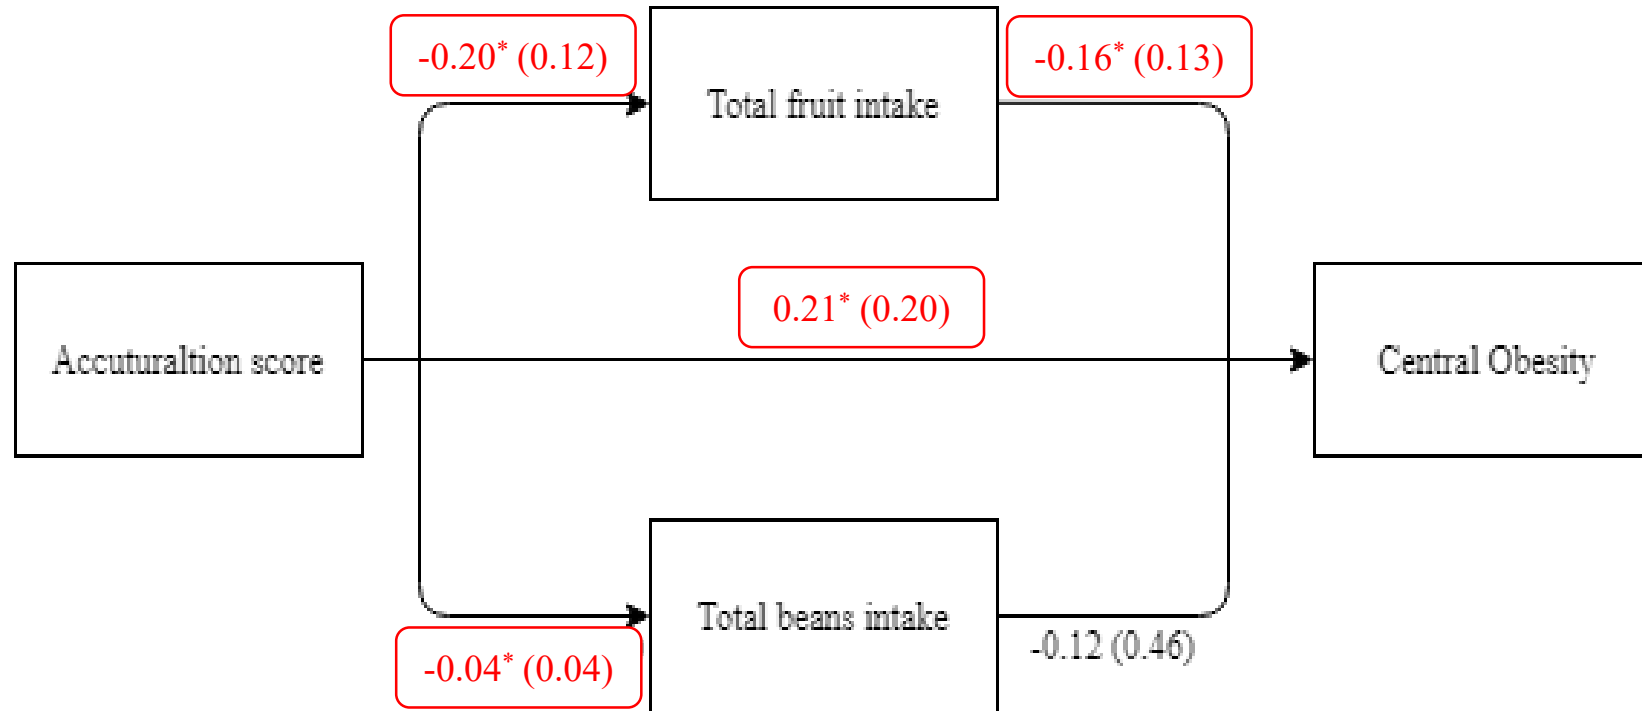 -0.20* (0.12)
-0.16* (0.13)
Total fruit intake
0.21* (0.20)
Accuturaltion score
Central Obesity
Total beans intake
-0.12 (0.46)
-0.04* (0.04)